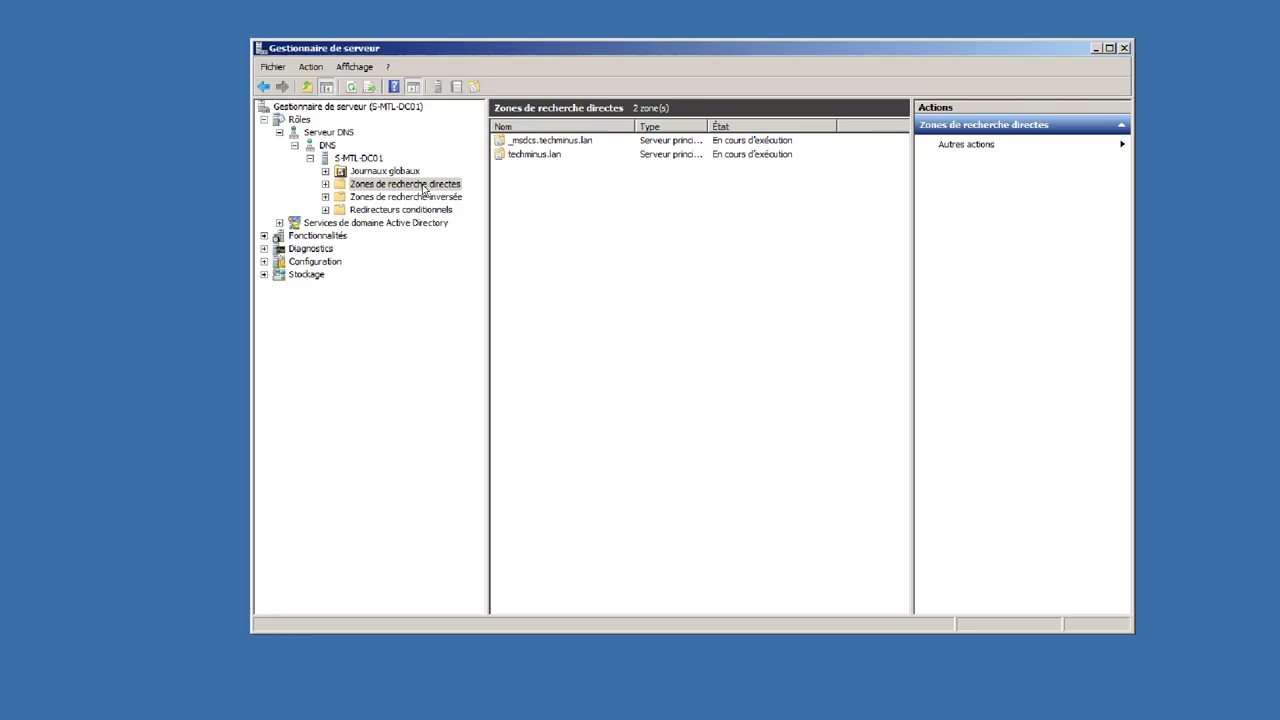 Gestionnaire de serveur
Fichier Action Affichage ?
Gestionnaire de serveur (S-MTL-DC01)
Rôles
Serveur DNS
DNS
S-MTL-DC01
Journaux globaux
Zones de recherche directes
Zones de recherche inversée
Redirecteurs conditionnels
Services de domaine Active Directory
Fonctionnalités
Diagnostics
Configuration
Stockage
Zones de recherche directes 2 zone(s)
Nom Type État
_msdcs.techminus.lan Serveur princi... En cours d'exécution
techminus.lan Serveur princi... En cours d'exécution
Actions
Zones de recherche directes
Autres actions